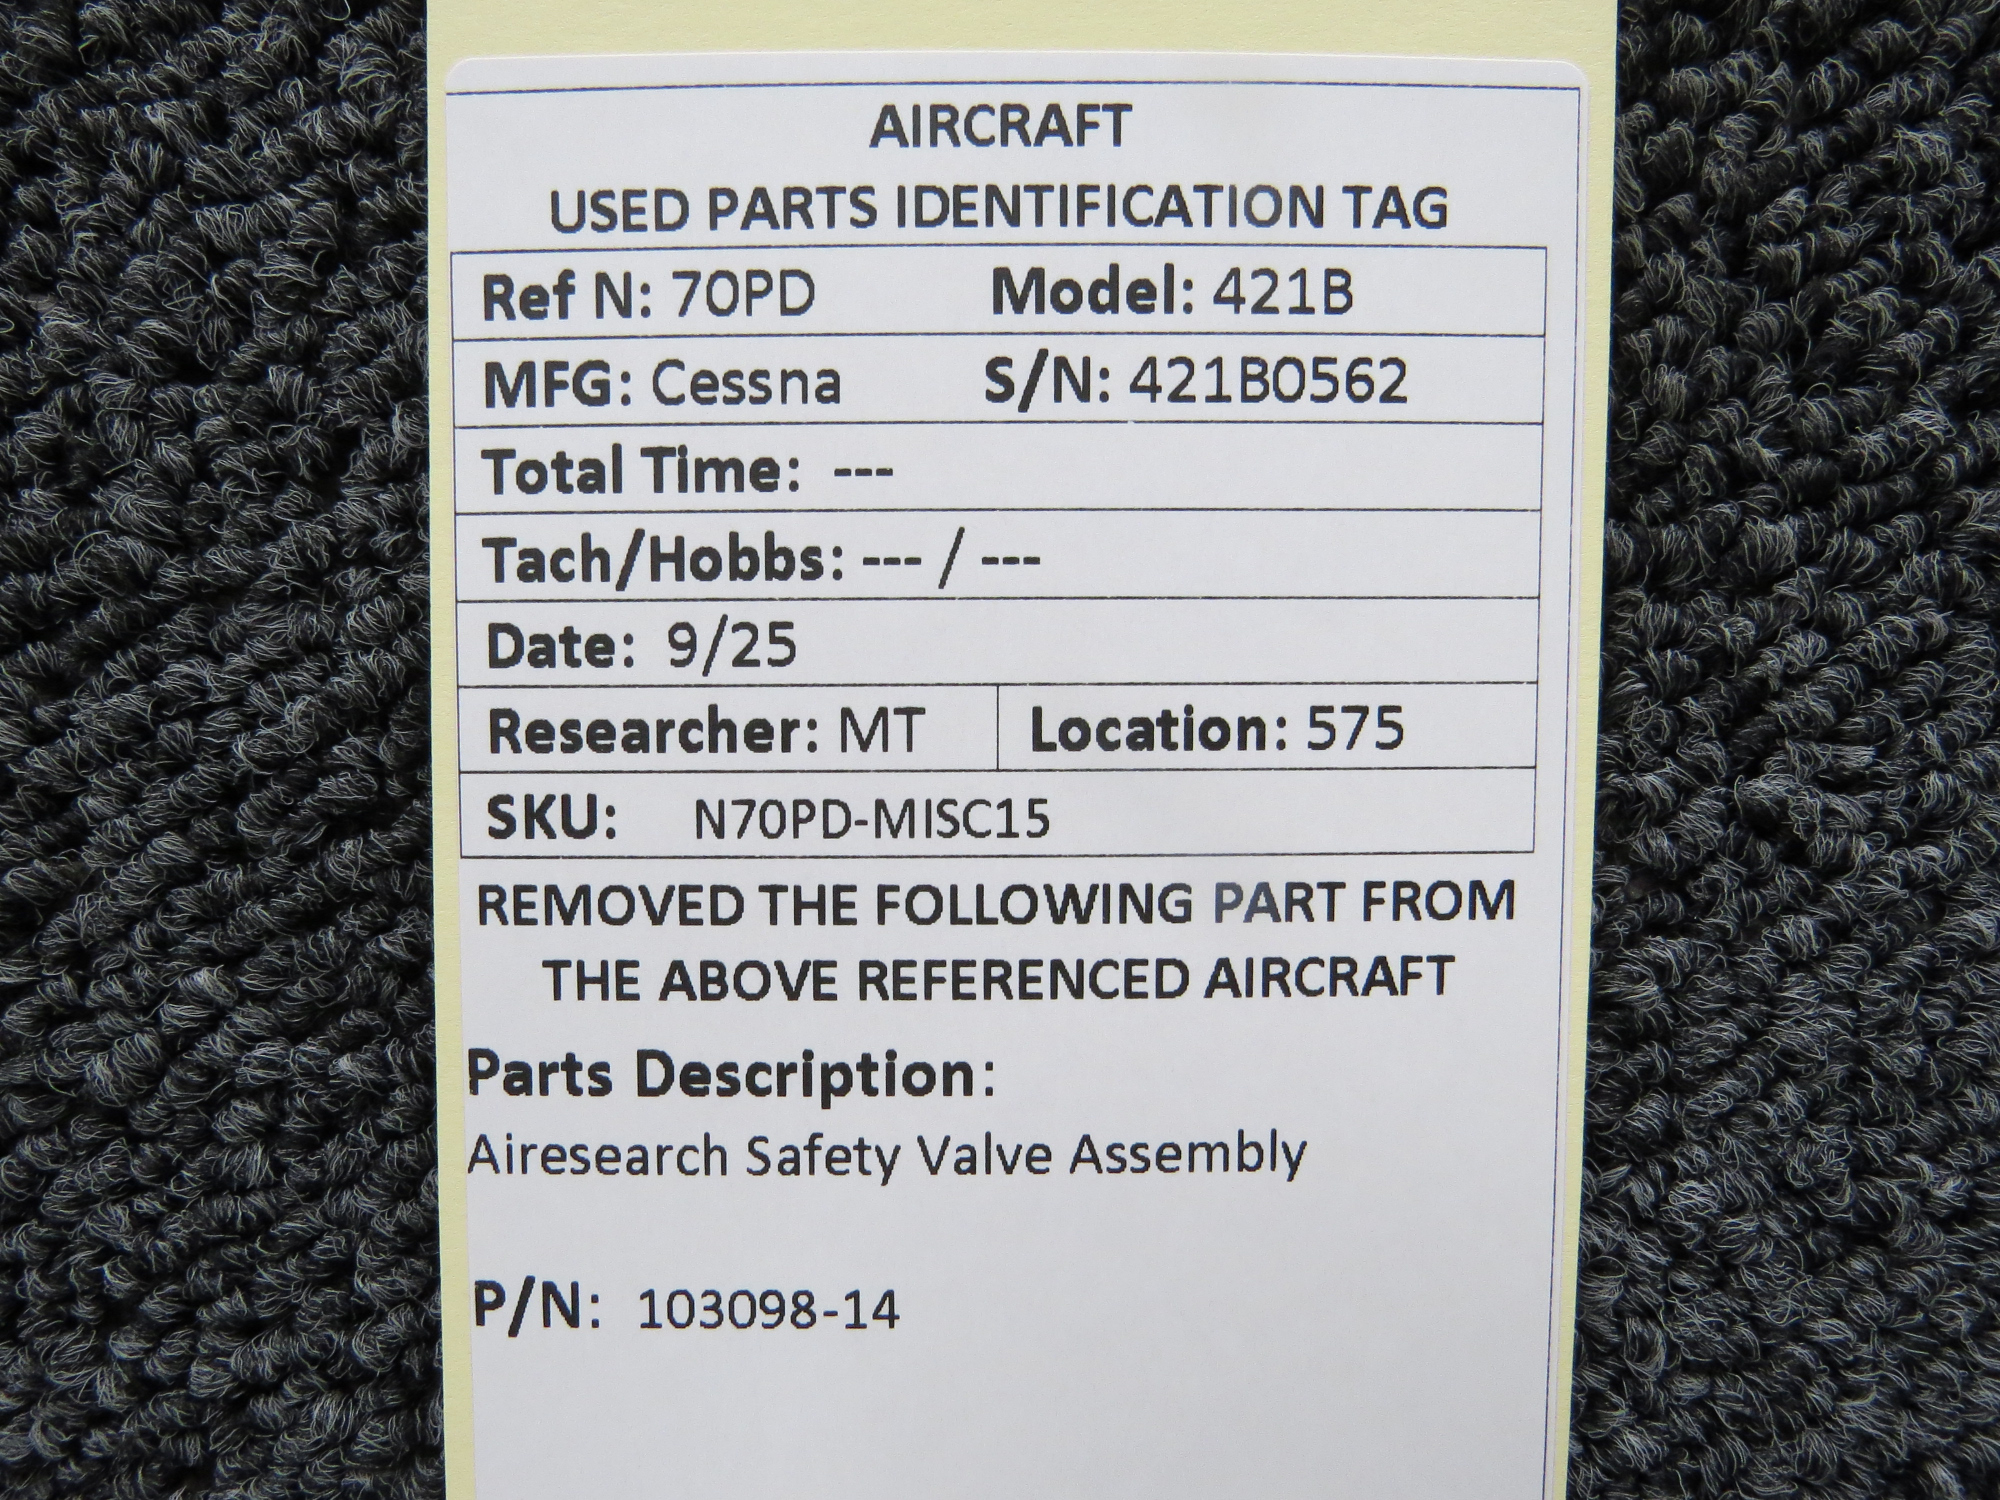 AIRCRAFT
USED PARTS IDENTIFICATION TAG
Ref N: 70PD Model: 421B
MFG: Cessna S/N: 421B0562
Total Time: ---
Tach/Hobbs: --- / ---
Date: 9/25
Researcher: MT Location: 575
SKU: N70PD-MISC15
REMOVED THE FOLLOWING PART FROM
THE ABOVE REFERENCED AIRCRAFT
Parts Description:
Airesearch Safety Valve Assembly
P/N: 103098-14